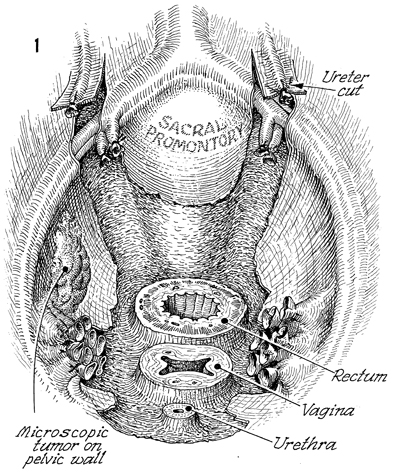 1
Ureter
cut
SACRAL
PROMONTORY
Rectum
Vagina
Urethra
Microscopic
tumor on
pelvic wall